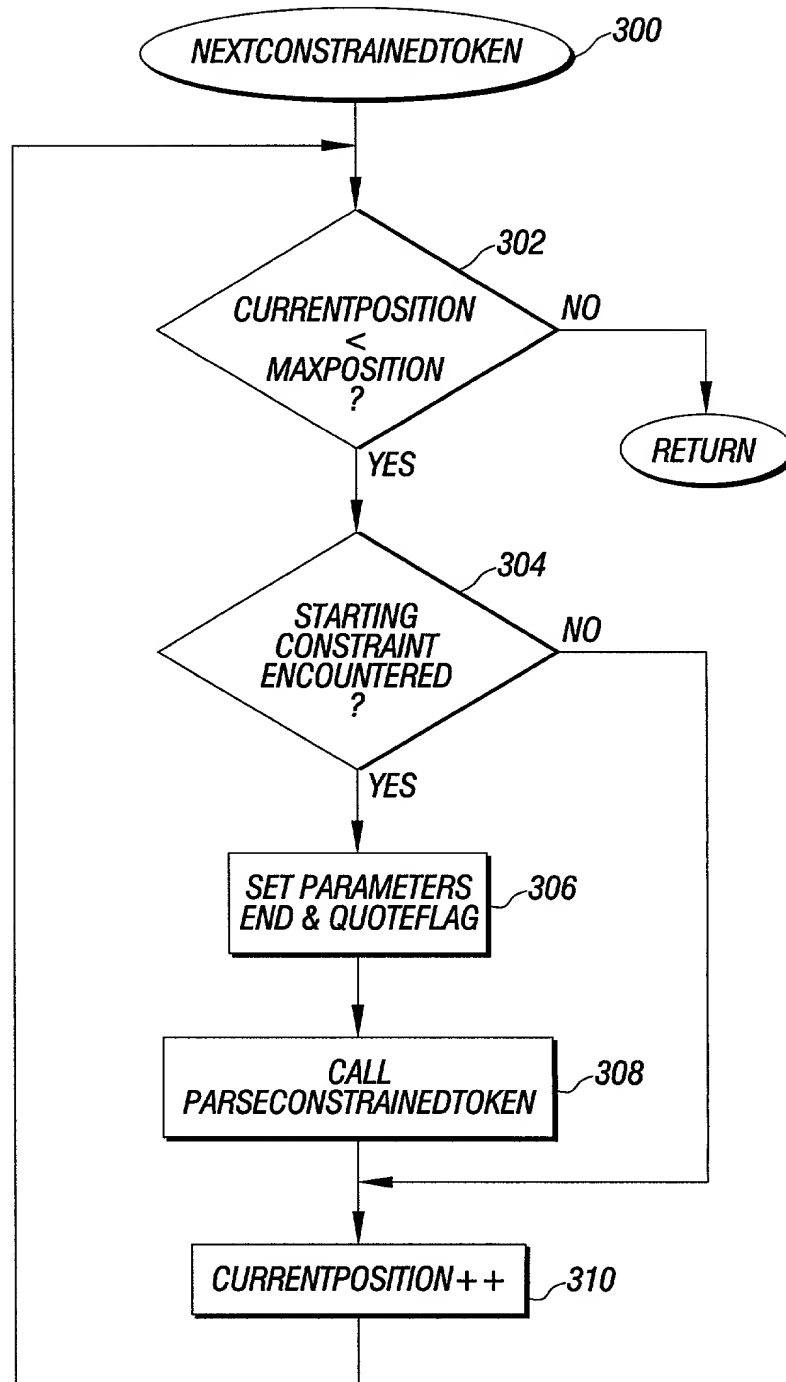 NEXTCONSTRAINEDTOKEN
300
302
CURRENTPOSITION
<
MAXPOSITION
?
NO
RETURN
YES
304
STARTING
CONSTRAINT
ENCOUNTERED
?
NO
YES
SET PARAMETERS
END & QUOTEFLAG
306
CALL
PARSECONSTRAINEDTOKEN
308
CURRENTPOSITION++
310